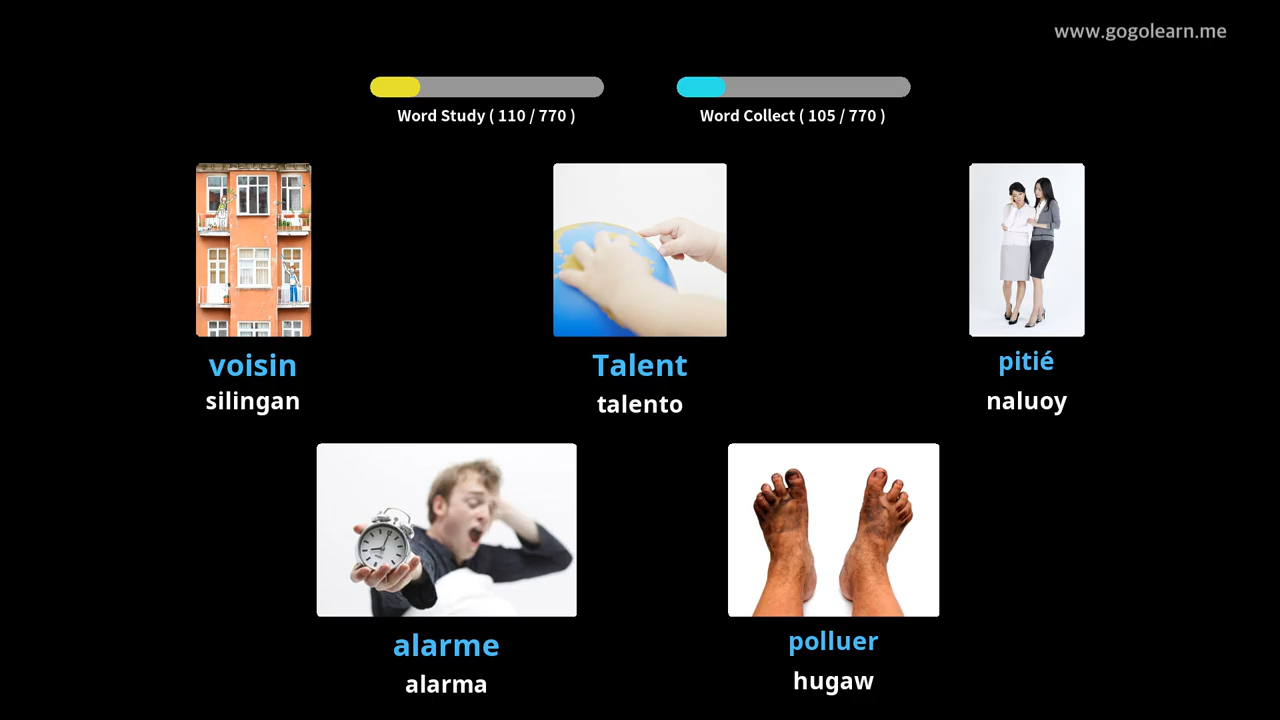 www.gogolearn.me
Word Study ( 110 / 770 )
Word Collect ( 105 / 770 )
voisin
silingan
Talent
talento
pitié
naluoy
alarme
alarma
polluer
hugaw